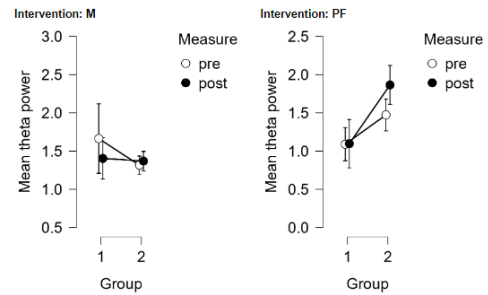 Intervention: M
3.0
2.5
2.0
1.5
1.0
0.5
Mean theta power
1 2
Group
Measure
pre
post
Intervention: PF
2.5
2.0
1.5
1.0
0.5
0.0
Mean theta power
1 2
Group
Measure
pre
post